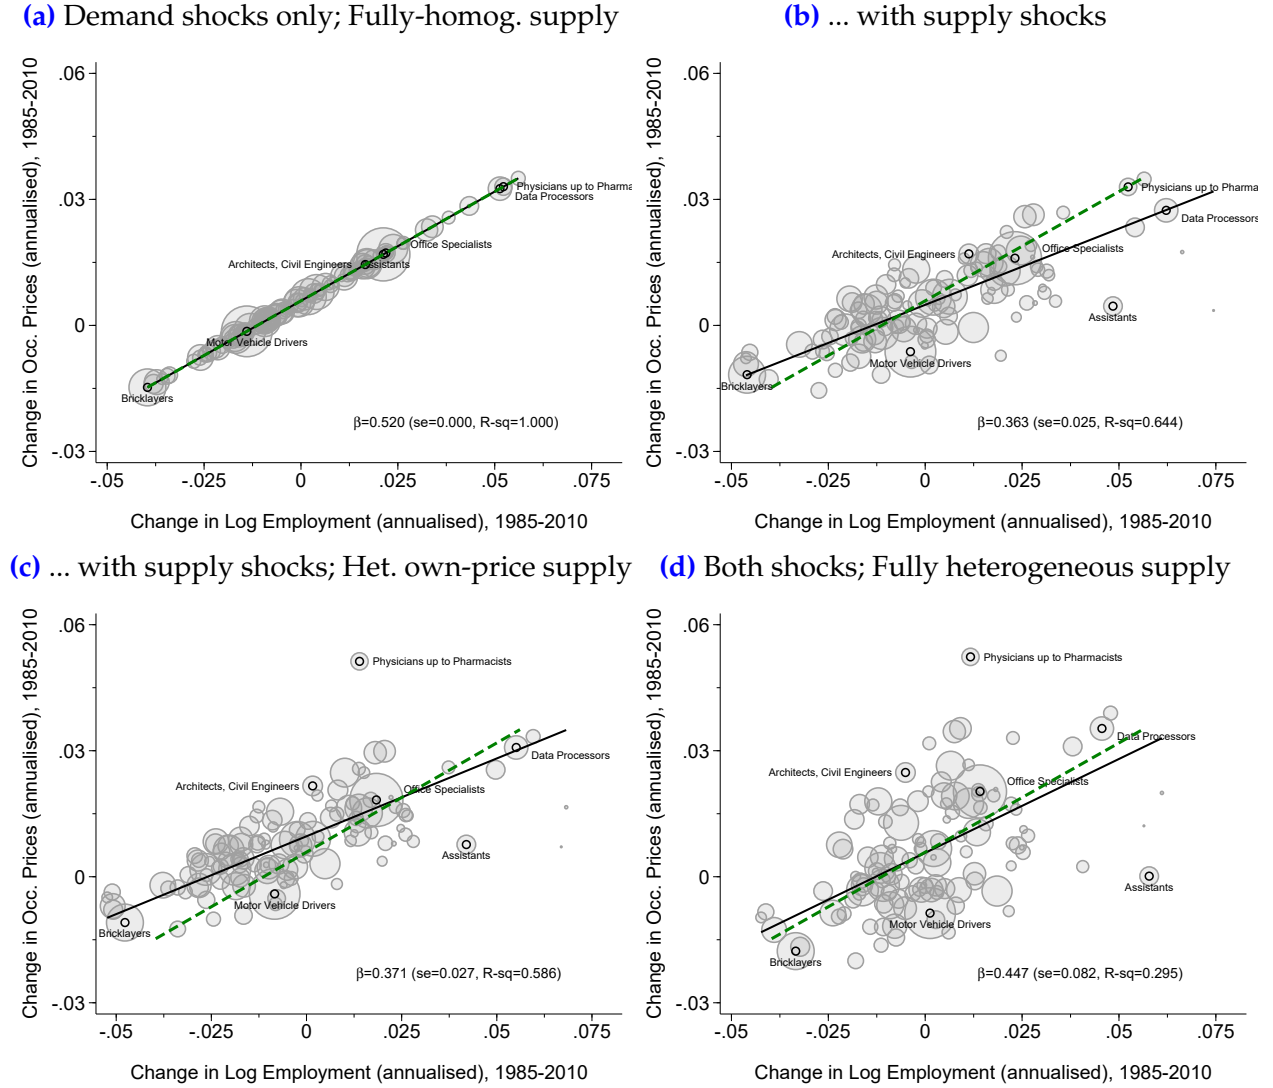 (a) Demand shocks only; Fully-homog. supply
Change in Occ. Prices (annualised), 1985-2010
.06
.03
0
-.03
Physicians up to Pharma
Data Processors
Office Specialists
Architects, Civil Engineers
Assistants
Motor Vehicle Drivers
Bricklayers
β=0.520 (se=0.000, R-sq=1.000)
-.05 -.025 0 .025 .05 .075
Change in Log Employment (annualised), 1985-2010
(b) ... with supply shocks
Change in Occ. Prices (annualised), 1985-2010
.06
.03
0
-.03
Physicians up to Pharma
Data Processors
Office Specialists
Architects, Civil Engineers
Assistants
Motor Vehicle Drivers
Bricklayers
β=0.363 (se=0.025, R-sq=0.644)
-.05 -.025 0 .025 .05 .075
Change in Log Employment (annualised), 1985-2010
(c) ... with supply shocks; Het. own-price supply
Change in Occ. Prices (annualised), 1985-2010
.06
.03
0
-.03
Physicians up to Pharmacists
Data Processors
Architects, Civil Engineers
Office Specialists
Assistants
Motor Vehicle Drivers
Bricklayers
β=0.371 (se=0.027, R-sq=0.586)
-.05 -.025 0 .025 .05 .075
Change in Log Employment (annualised), 1985-2010
(d) Both shocks; Fully heterogeneous supply
Change in Occ. Prices (annualised), 1985-2010
.06
.03
0
-.03
Physicians up to Pharmacists
Data Processors
Architects, Civil Engineers
Office Specialists
Assistants
Motor Vehicle Drivers
Bricklayers
β=0.447 (se=0.082, R-sq=0.295)
-.05 -.025 0 .025 .05 .075
Change in Log Employment (annualised), 1985-2010